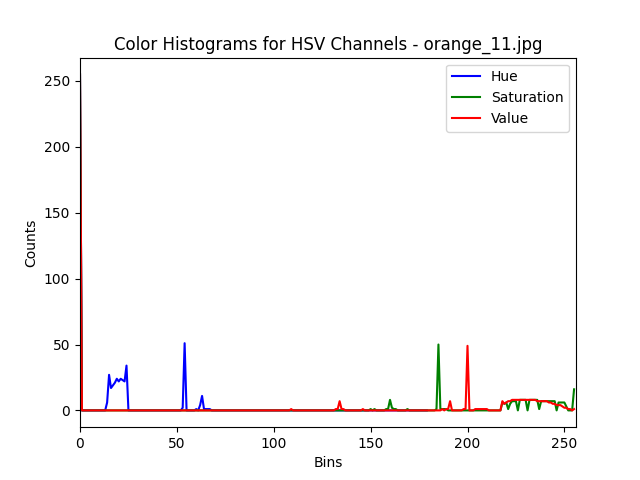 Color Histograms for HSV Channels - orange_11.jpg
Hue
Saturation
Value
Counts
250
200
150
100
50
0
0 50 100 150 200 250
Bins